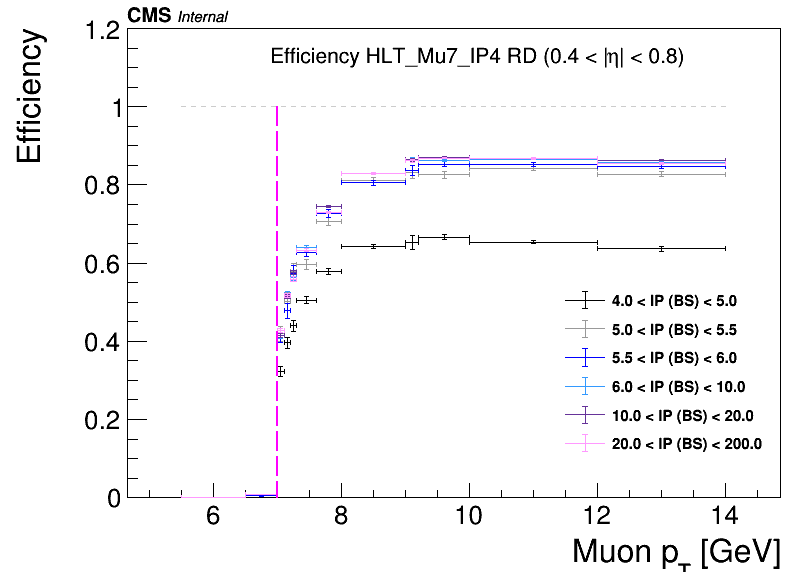 CMS Internal
Efficiency HLT_Mu7_IP4 RD (0.4 < |η| < 0.8)
Efficiency
1.2
1
0.8
0.6
0.4
0.2
0
4.0 < IP (BS) < 5.0
5.0 < IP (BS) < 5.5
5.5 < IP (BS) < 6.0
6.0 < IP (BS) < 10.0
10.0 < IP (BS) < 20.0
20.0 < IP (BS) < 200.0
6 8 10 12 14
Muon p_T [GeV]